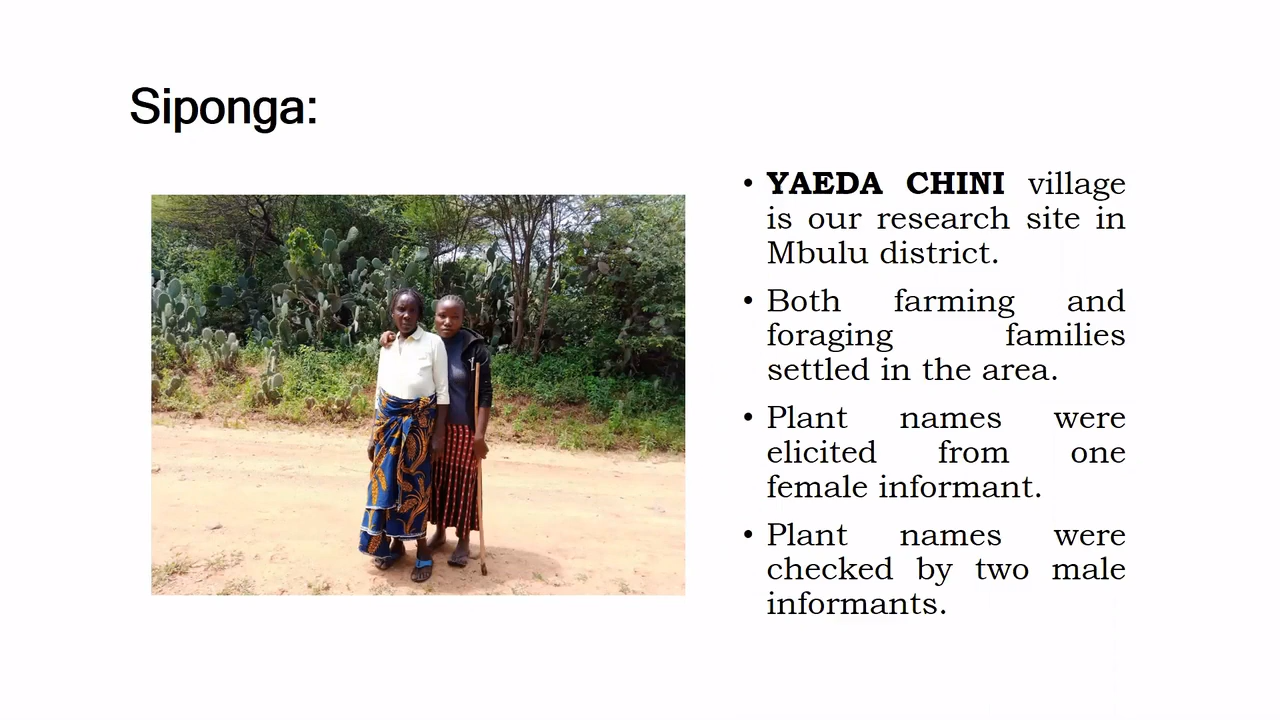 Siponga:
• YAEDA CHINI village
is our research site in
Mbulu district.
• Both farming and
foraging families
settled in the area.
• Plant names were
elicited from one
female informant.
• Plant names were
checked by two male
informants.